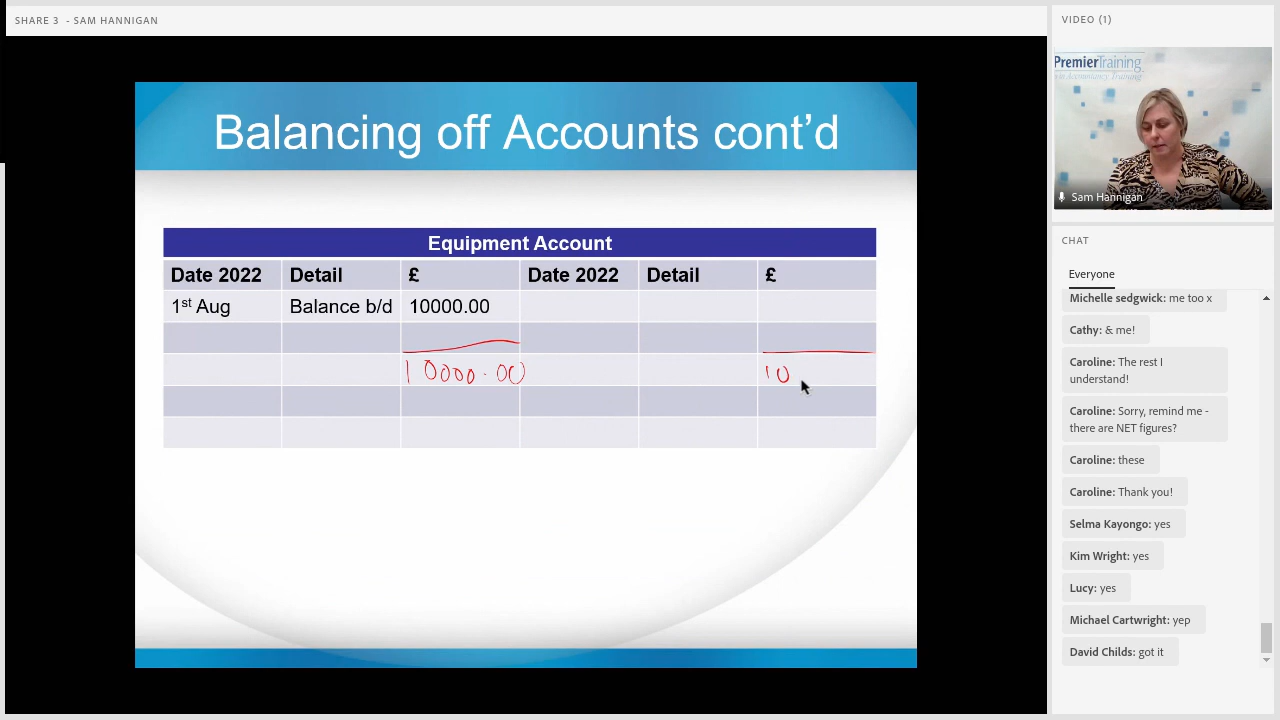 SHARE 3 - SAM HANNIGAN
Balancing off Accounts cont'd
Equipment Account
Date 2022 Detail £ Date 2022 Detail £
1st Aug Balance b/d 10000.00
10000.00 10
VIDEO (1)
PremierTraining
Accountancy Training
Sam Hannigan
CHAT
Everyone
Michelle sedgwick: me too x
Cathy: & me!
Caroline: The rest I
understand!
Caroline: Sorry, remind me -
there are NET figures?
Caroline: these
Caroline: Thank you!
Selma Kayongo: yes
Kim Wright: yes
Lucy: yes
Michael Cartwright: yep
David Childs: got it